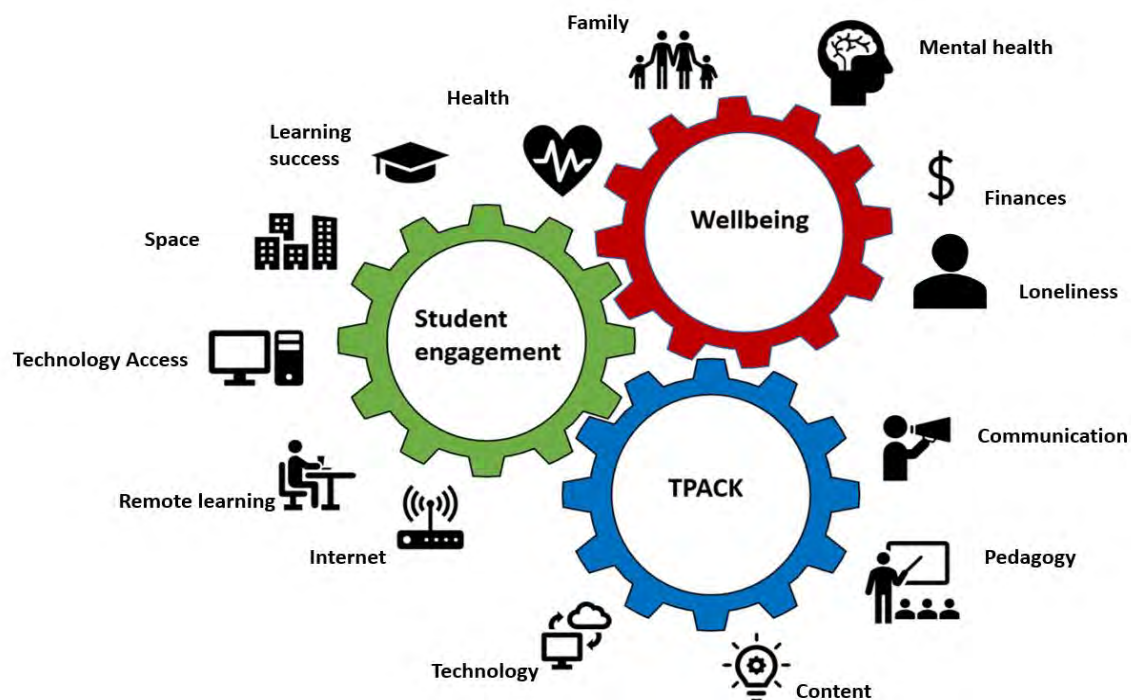 Family
Mental health
Health
Learning
success
Finances
Wellbeing
Space
Loneliness
Student
engagement
Technology Access
Communication
TPACK
Remote learning
Internet
Pedagogy
Technology
Content